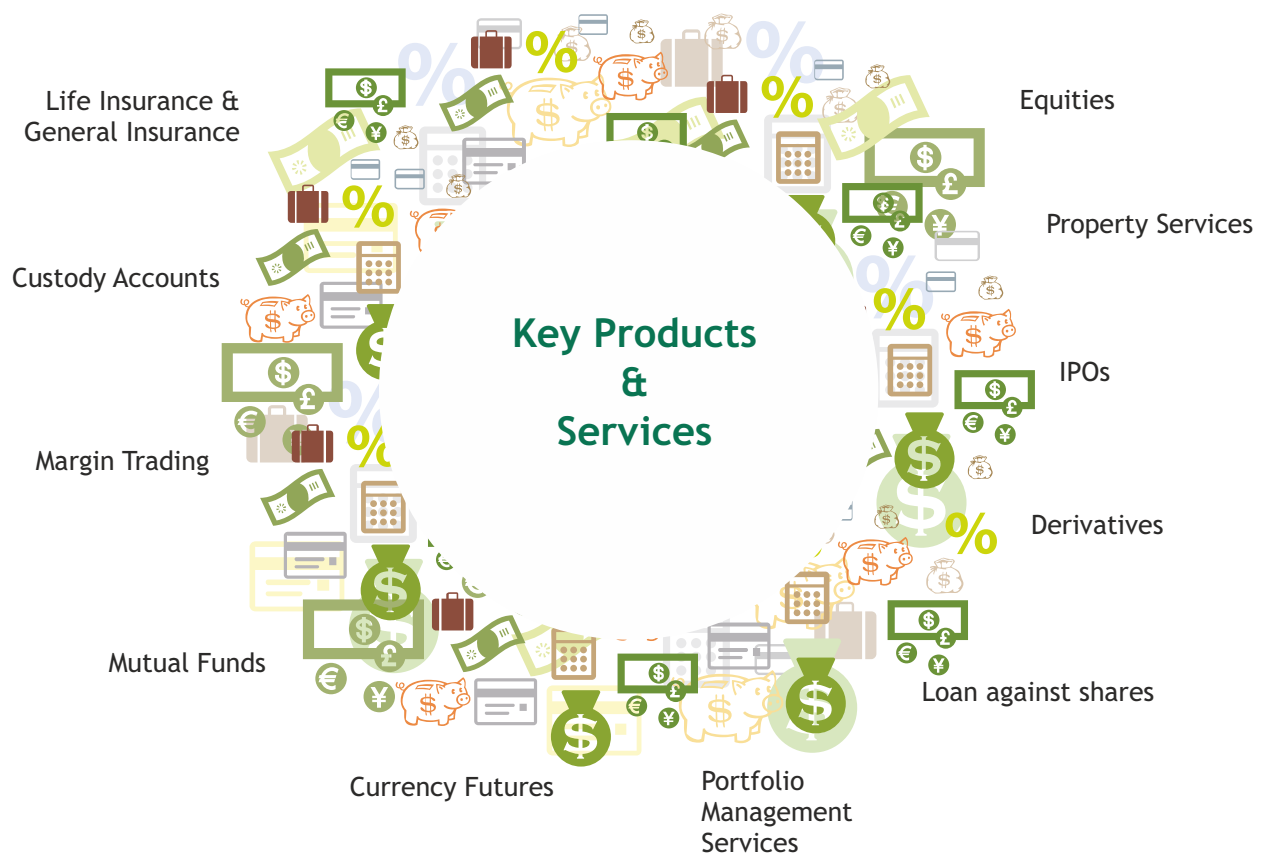 Key Products
&
Services
Equities
Property Services
IPOs
Derivatives
Loan against shares
Portfolio
Management
Services
Currency Futures
Mutual Funds
Margin Trading
Custody Accounts
Life Insurance &
General Insurance